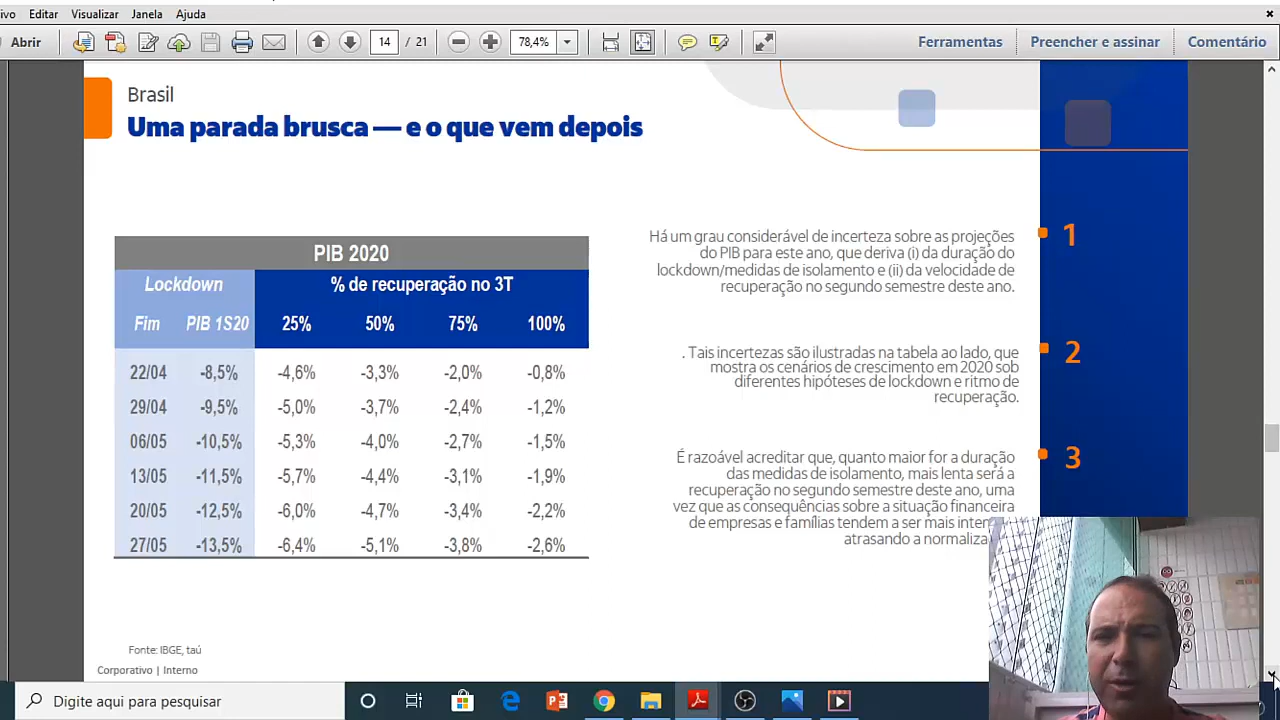 Editar Visualizar Janela Ajuda
Abrir 14 / 21 78,4% Ferramentas Preencher e assinar Comentário
Brasil
Uma parada brusca — e o que vem depois
PIB 2020
Lockdown % de recuperação no 3T
Fim PIB 1S20 25% 50% 75% 100%
22/04 -8,5% -4,6% -3,3% -2,0% -0,8%
29/04 -9,5% -5,0% -3,7% -2,4% -1,2%
06/05 -10,5% -5,3% -4,0% -2,7% -1,5%
13/05 -11,5% -5,7% -4,4% -3,1% -1,9%
20/05 -12,5% -6,0% -4,7% -3,4% -2,2%
27/05 -13,5% -6,4% -5,1% -3,8% -2,6%
Há um grau considerável de incerteza sobre as projeções
do PIB para este ano, que deriva (i) da duração do
lockdown/medidas de isolamento e (ii) da velocidade de
recuperação no segundo semestre deste ano.
1
. Tais incertezas são ilustradas na tabela ao lado, que
mostra os cenários de crescimento em 2020 sob
diferentes hipóteses de lockdown e ritmo de
recuperação.
2
É razoável acreditar que, quanto maior for a duração
das medidas de isolamento, mais lenta será a
recuperação no segundo semestre deste ano, uma
vez que as consequências sobre a situação financeira
de empresas e famílias tendem a ser mais
atrasando a
3
Fonte: IBGE, taú
Corporativo | Interno
Digite aqui para pesquisar